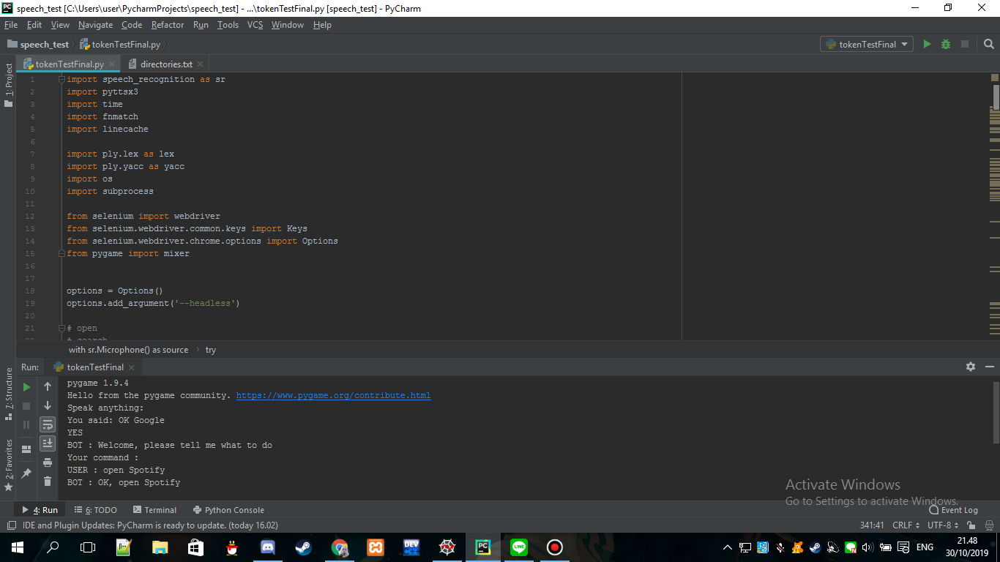 speech_test [C:\Users\user\PycharmProjects\speech_test] - ...\tokenTestFinal.py [speech_test] - PyCharm
File Edit View Navigate Code Refactor Run Tools VCS Window Help
speech_test tokenTestFinal.py tokenTestFinal
tokenTestFinal.py directories.txt
1: Project
1 import speech_recognition as sr
2 import pyttsx3
3 import time
4 import fnmatch
5 import linecache
6
7 import ply.lex as lex
8 import ply.yacc as yacc
9 import os
10 import subprocess
11
12 from selenium import webdriver
13 from selenium.webdriver.common.keys import Keys
14 from selenium.webdriver.chrome.options import Options
15 from pygame import mixer
16
17
18 options = Options()
19 options.add_argument('--headless')
20
21 # open
22 # search
with sr.Microphone() as source › try
Run: tokenTestFinal
7: Structure
2: Favorites
pygame 1.9.4
Hello from the pygame community. https://www.pygame.org/contribute.html
Speak anything:
You said: OK Google
YES
BOT : Welcome, please tell me what to do
Your command :
USER : open Spotify
BOT : OK, open Spotify
Activate Windows
Go to Settings to activate Windows.
4: Run 6: TODO Terminal Python Console Event Log
IDE and Plugin Updates: PyCharm is ready to update. (today 16.02) 341:41 CRLF UTF-8
DEV
PC
LINE
ENG
21.48
30/10/2019